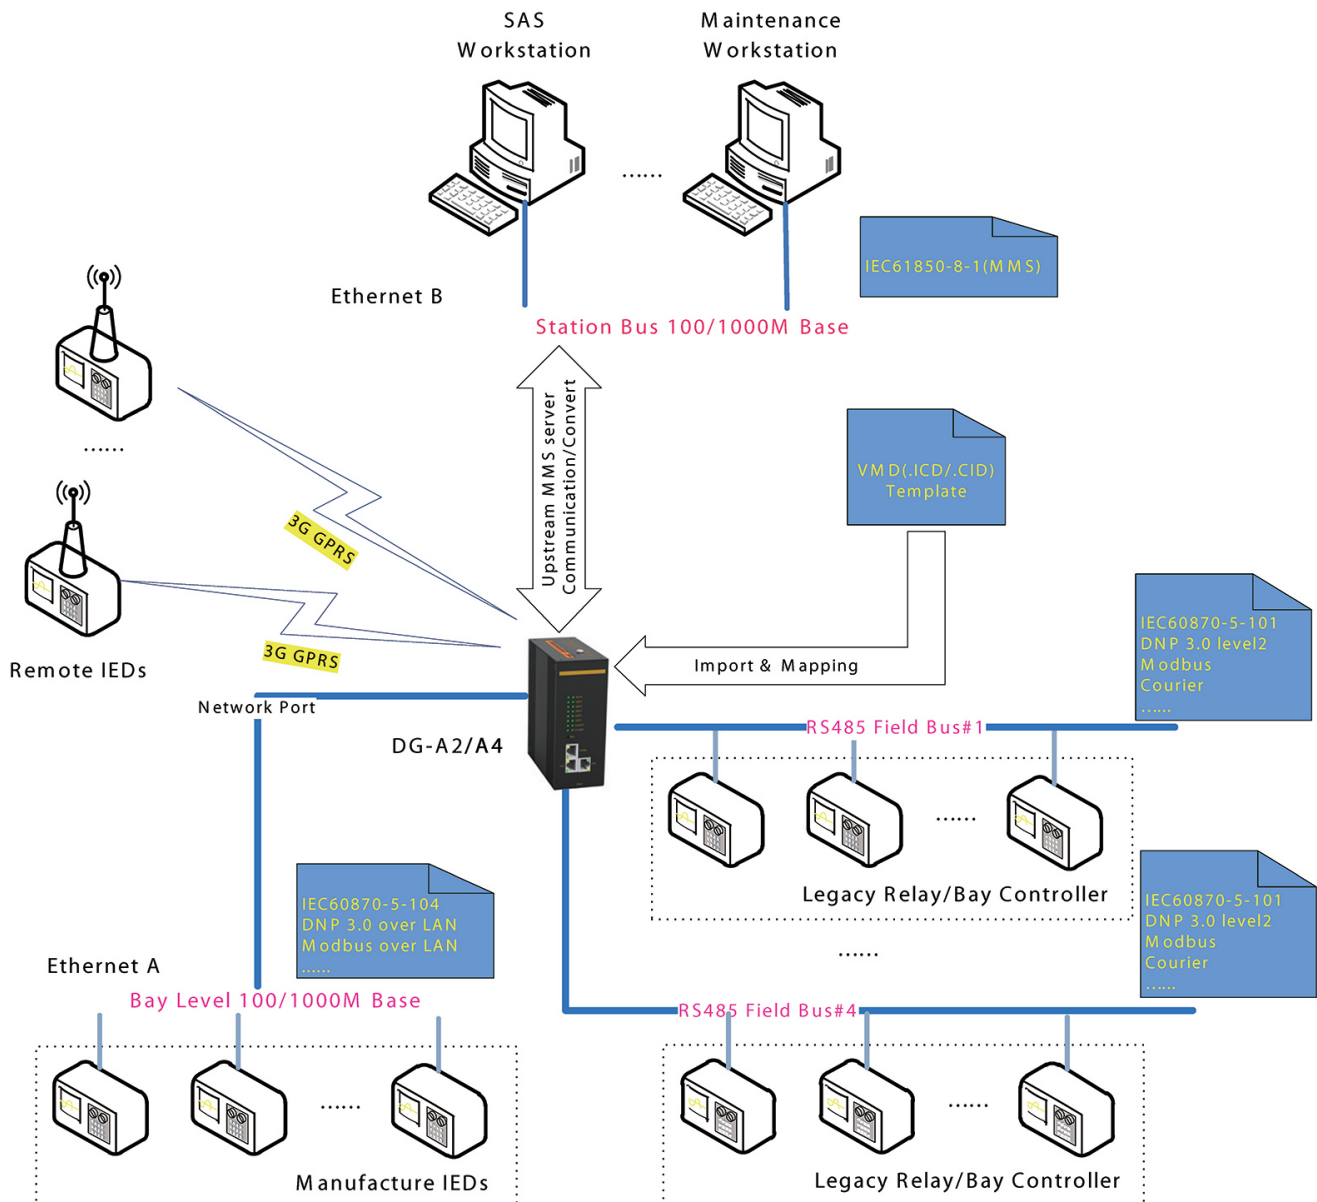 SAS
Workstation
Maintenance
Workstation
......
IEC61850-8-1(MMS)
Ethernet B
Station Bus 100/1000M Base
......
Upstream MMS server
Communication/Convert
VMD(.ICD/.CID)
Template
3G GPRS
3G GPRS
Remote IEDs
Import & Mapping
IEC60870-5-101
DNP 3.0 level2
Modbus
Courier
......
Network Port
DG-A2/A4
RS485 Field Bus#1
......
Legacy Relay/Bay Controller
......
IEC60870-5-104
DNP 3.0 over LAN
Modbus over LAN
......
IEC60870-5-101
DNP 3.0 level2
Modbus
Courier
......
Ethernet A
Bay Level 100/1000M Base
RS485 Field Bus#4
......
Manufacture IEDs
......
Legacy Relay/Bay Controller